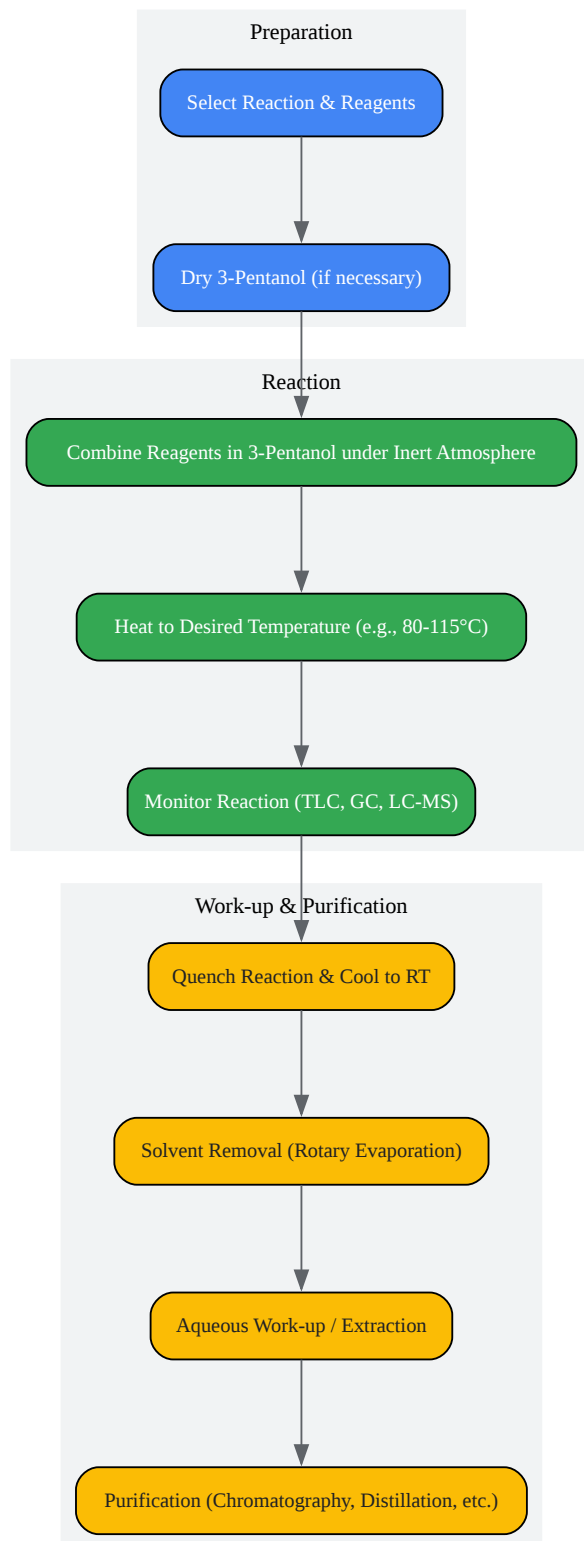 Preparation
Select Reaction & Reagents
Dry 3-Pentanol (if necessary)
Reaction
Combine Reagents in 3-Pentanol under Inert Atmosphere
Heat to Desired Temperature (e.g., 80-115°C)
Monitor Reaction (TLC, GC, LC-MS)
Work-up & Purification
Quench Reaction & Cool to RT
Solvent Removal (Rotary Evaporation)
Aqueous Work-up / Extraction
Purification (Chromatography, Distillation, etc.)